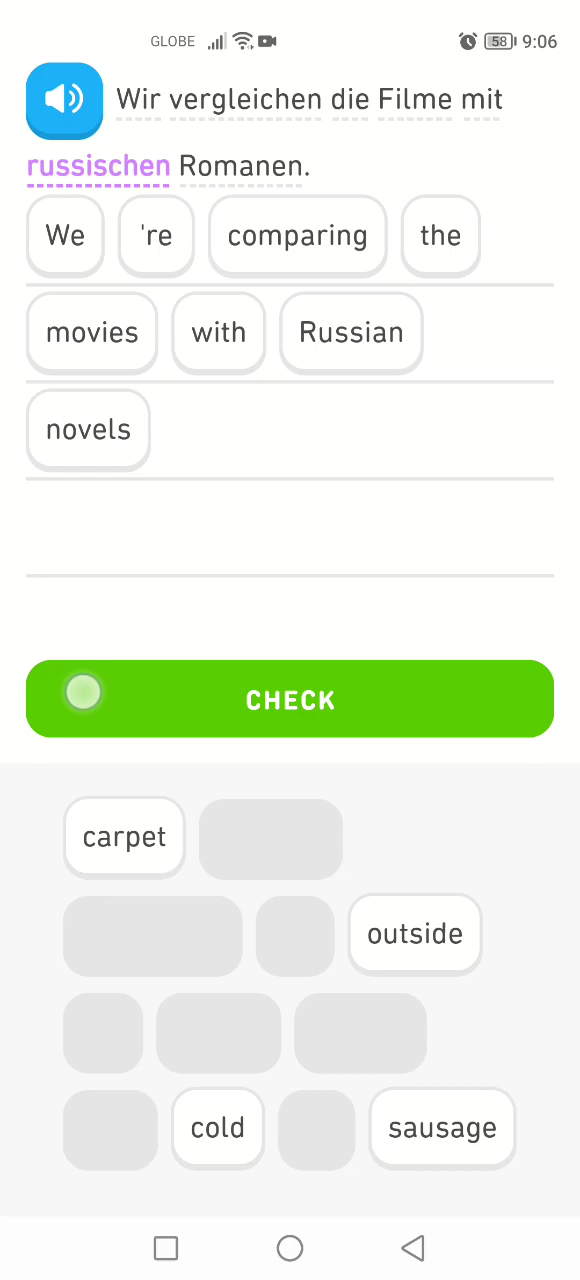 GLOBE 58 9:06
Wir vergleichen die Filme mit
russischen Romanen.
We 're comparing the
movies with Russian
novels
CHECK
carpet
outside
cold sausage